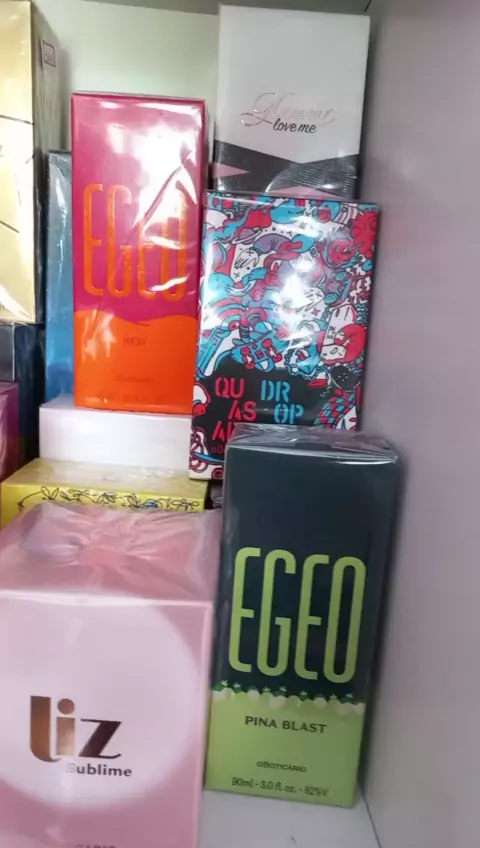 Glamour
love me
EGEO
RED
QU DR
AS OP
EGEO
PINA BLAST
oBOTICÁRIO
90ml - 3.0 fl. oz. - 82%V
liz
Sublime